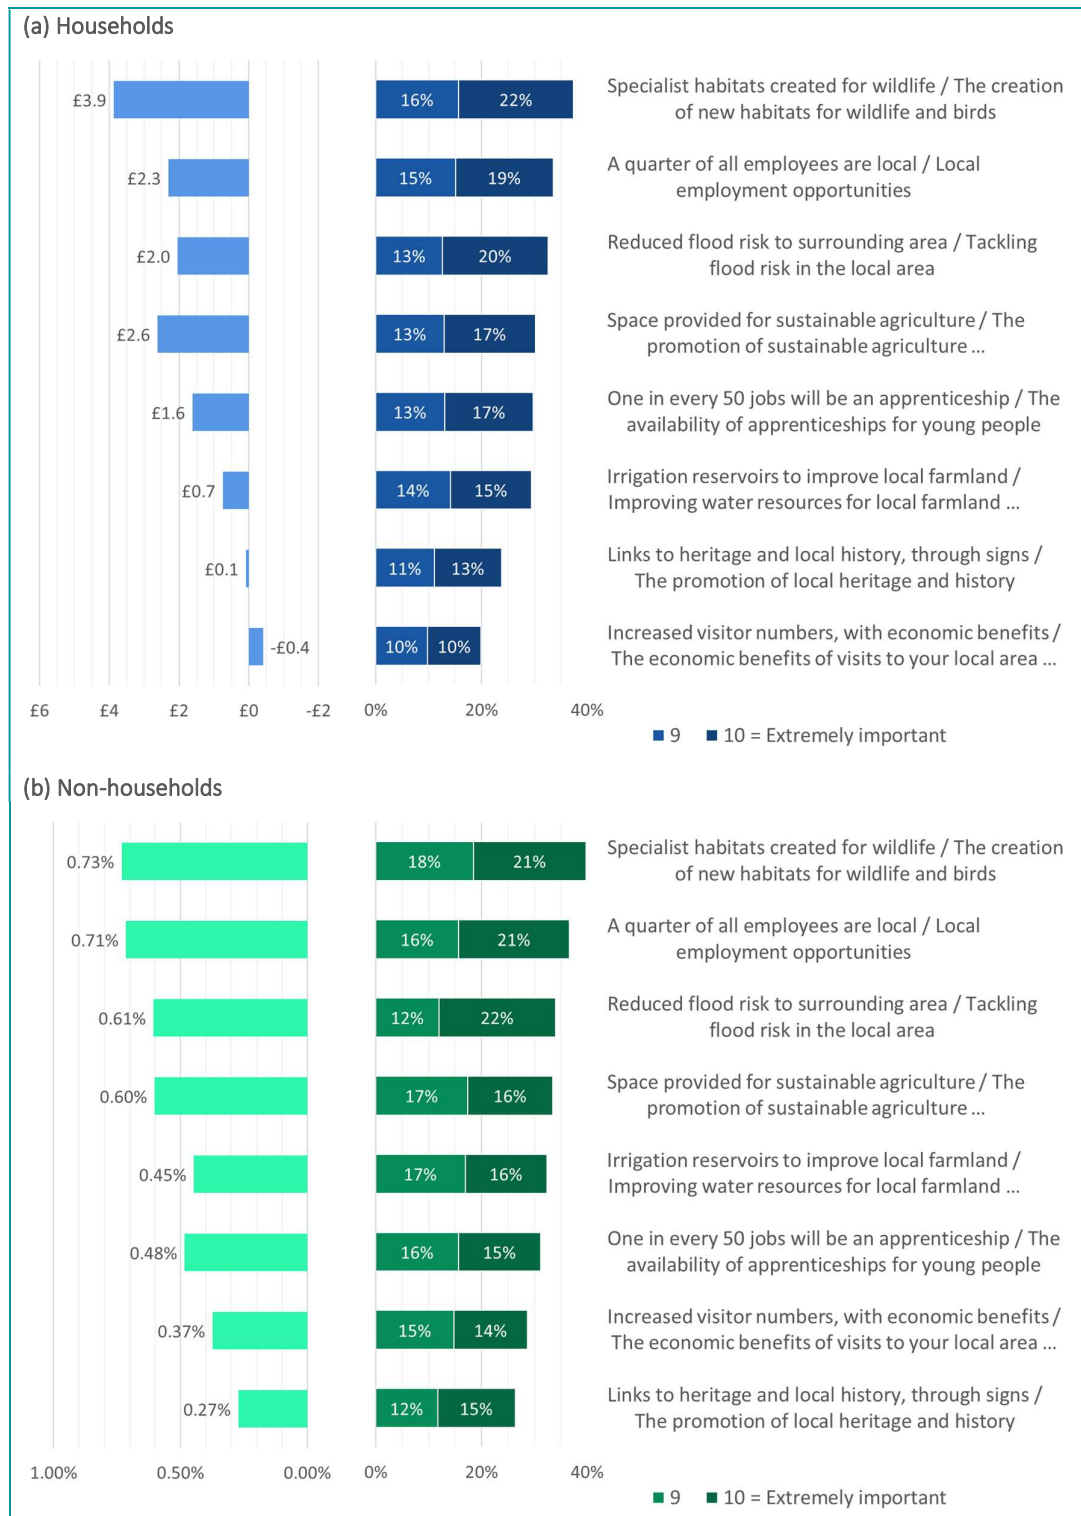 (a) Households
£3.9
16%
22%
Specialist habitats created for wildlife / The creation
of new habitats for wildlife and birds
£2.3
15%
19%
A quarter of all employees are local / Local
employment opportunities
£2.0
13%
20%
Reduced flood risk to surrounding area / Tackling
flood risk in the local area
£2.6
13%
17%
Space provided for sustainable agriculture / The
promotion of sustainable agriculture ...
£1.6
13%
17%
One in every 50 jobs will be an apprenticeship / The
availability of apprenticeships for young people
£0.7
14%
15%
Irrigation reservoirs to improve local farmland /
Improving water resources for local farmland ...
£0.1
11%
13%
Links to heritage and local history, through signs /
The promotion of local heritage and history
-£0.4
10%
10%
Increased visitor numbers, with economic benefits /
The economic benefits of visits to your local area ...
£6 £4 £2 £0 -£2
0% 20% 40%
9 10 = Extremely important
(b) Non-households
0.73%
18%
21%
Specialist habitats created for wildlife / The creation
of new habitats for wildlife and birds
0.71%
16%
21%
A quarter of all employees are local / Local
employment opportunities
0.61%
12%
22%
Reduced flood risk to surrounding area / Tackling
flood risk in the local area
0.60%
17%
16%
Space provided for sustainable agriculture / The
promotion of sustainable agriculture ...
0.45%
17%
16%
Irrigation reservoirs to improve local farmland /
Improving water resources for local farmland ...
0.48%
16%
15%
One in every 50 jobs will be an apprenticeship / The
availability of apprenticeships for young people
0.37%
15%
14%
Increased visitor numbers, with economic benefits /
The economic benefits of visits to your local area ...
0.27%
12%
15%
Links to heritage and local history, through signs /
The promotion of local heritage and history
1.00% 0.50% 0.00%
0% 20% 40%
9 10 = Extremely important